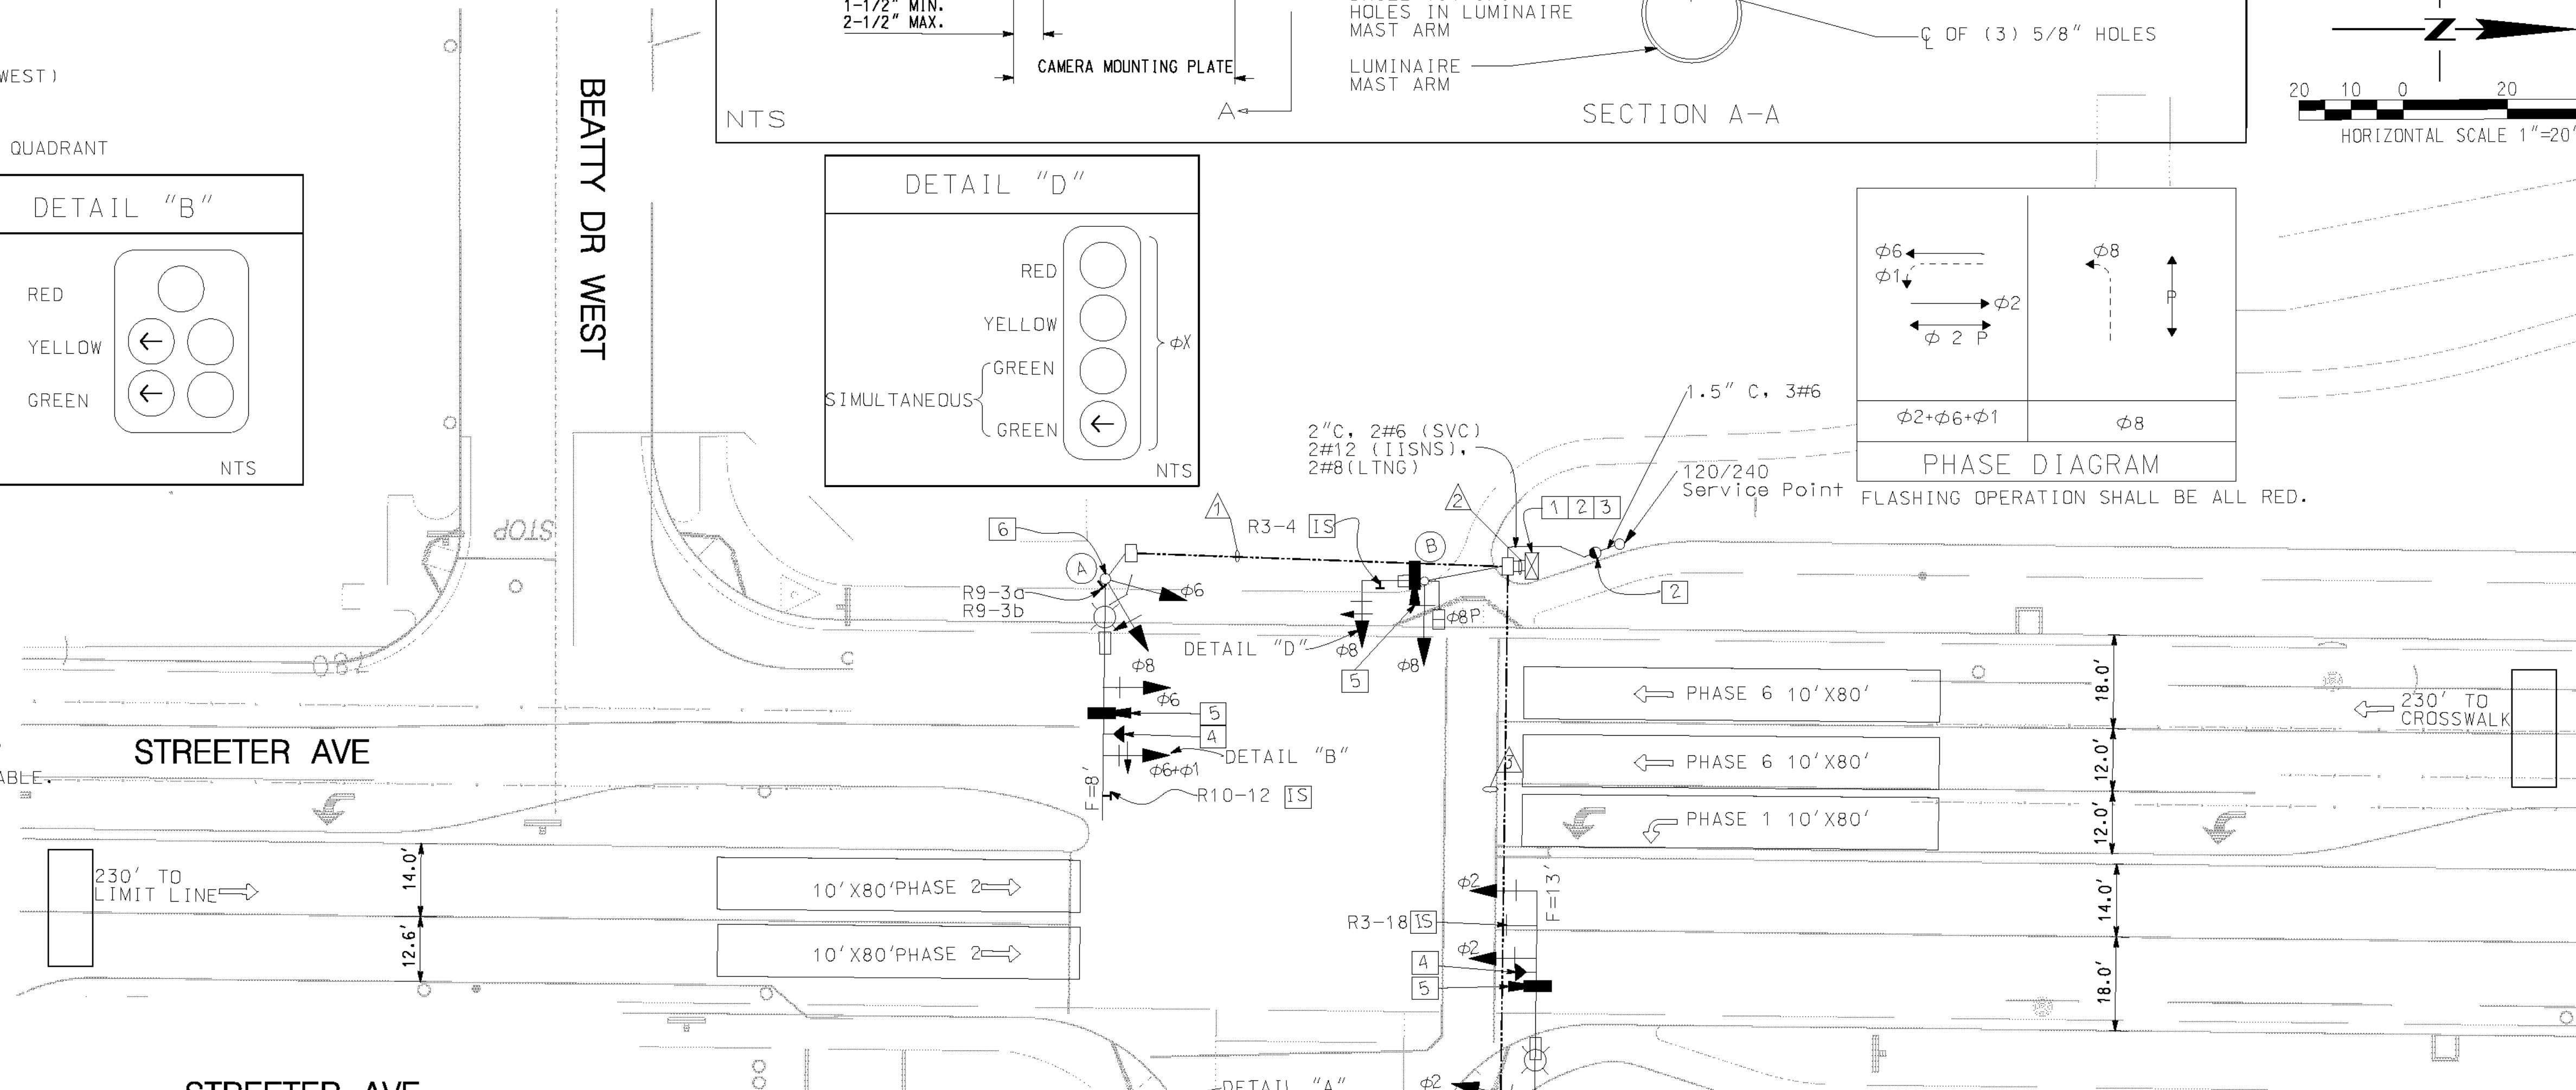 1-1/2" MIN.
2-1/2" MAX.
CAMERA MOUNTING PLATE
NTS
A
HOLES IN LUMINAIRE
MAST ARM
LUMINAIRE
MAST ARM
℄ OF (3) 5/8" HOLES
SECTION A-A
N
20 10 0 20
HORIZONTAL SCALE 1"=20'
WEST)
QUADRANT
DETAIL "B"
RED
YELLOW
GREEN
NTS
BEATTY DR WEST
DETAIL "D"
RED
YELLOW
GREEN
SIMULTANEOUS
GREEN
φX
NTS
φ6
φ1
φ2
φ 2 P
φ8
P
φ2+φ6+φ1
φ8
PHASE DIAGRAM
FLASHING OPERATION SHALL BE ALL RED.
1.5" C, 3#6
2"C, 2#6 (SVC)
2#12 (IISNS),
2#8(LTNG)
120/240
Service Point
STOP
6
1
R3-4 IS
2
1 2 3
A
B
2
R9-3a
R9-3b
φ6
φ8
φ8P
DETAIL "D"
φ8
φ8
5
φ6
5
4
DETAIL "B"
φ6+φ1
F=8'
R10-12 IS
STREETER AVE
ABLE.
PHASE 6 10'X80'
PHASE 6 10'X80'
PHASE 1 10'X80'
3
18.0'
12.0'
12.0'
14.0'
18.0'
230' TO
CROSSWALK
230' TO
LIMIT LINE
14.0'
12.6'
10'X80'PHASE 2
10'X80'PHASE 2
φ2
F=13'
R3-18 IS
φ2
4
5
φ2
DETAIL "A"
STREETER AVE